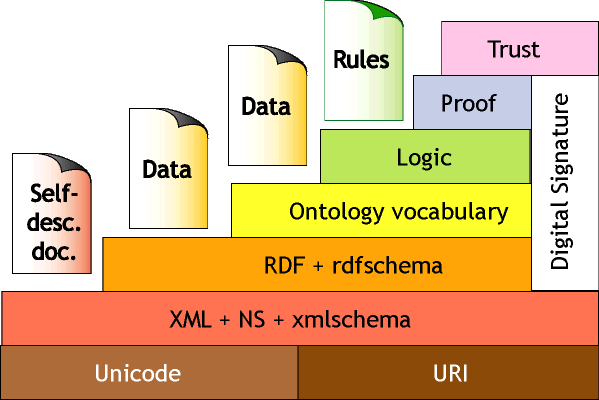 Trust
Rules
Proof
Data
Logic
Data
Digital Signature
Self-
desc.
doc.
Ontology vocabulary
RDF + rdfschema
XML + NS + xmlschema
Unicode
URI